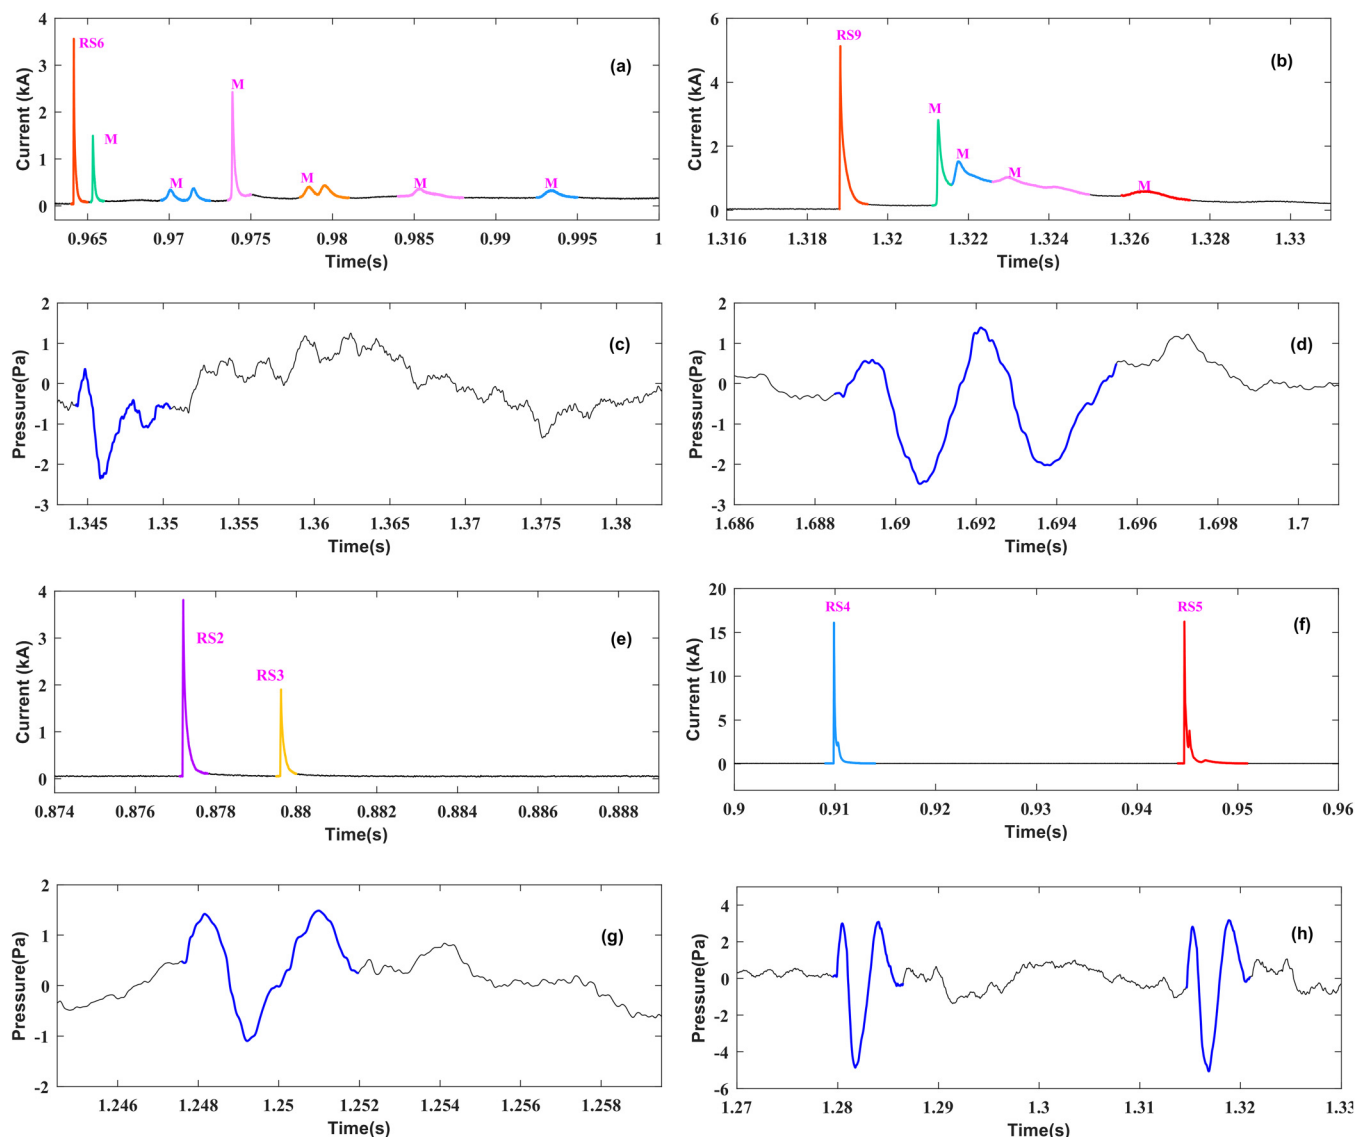 4
3
2
1
0
Current (kA)
RS6
M
M
M
M
M
M
(a)
0.965 0.97 0.975 0.98 0.985 0.99 0.995 1
Time(s)
6
4
2
0
Current (kA)
RS9
M
M
M
M
(b)
1.316 1.318 1.32 1.322 1.324 1.326 1.328 1.33
Time(s)
2
1
0
-1
-2
-3
Pressure(Pa)
(c)
1.345 1.35 1.355 1.36 1.365 1.37 1.375 1.38
Time(s)
2
1
0
-1
-2
-3
Pressure(Pa)
(d)
1.686 1.688 1.69 1.692 1.694 1.696 1.698 1.7
Time(s)
4
3
2
1
0
Current (kA)
RS2
RS3
(e)
0.874 0.876 0.878 0.88 0.882 0.884 0.886 0.888
Time(s)
20
15
10
5
0
Current (kA)
RS4
RS5
(f)
0.9 0.91 0.92 0.93 0.94 0.95 0.96
Time(s)
2
1
0
-1
-2
Pressure(Pa)
(g)
1.246 1.248 1.25 1.252 1.254 1.256 1.258
Time(s)
4
2
0
-2
-4
-6
Pressure(Pa)
(h)
1.27 1.28 1.29 1.3 1.31 1.32 1.33
Time(s)